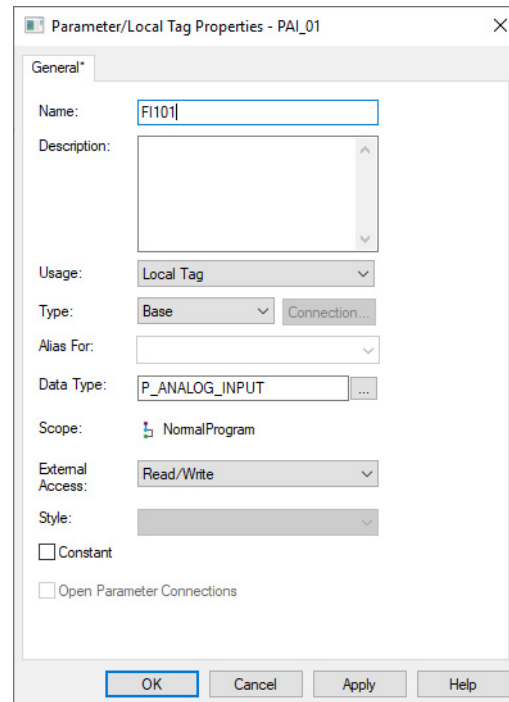 Parameter/Local Tag Properties - PAI_01
General*
Name: FI101
Description:
Usage: Local Tag
Type: Base Connection...
Alias For:
Data Type: P_ANALOG_INPUT ...
Scope: NormalProgram
External Access: Read/Write
Style:
Constant
Open Parameter Connections
OK Cancel Apply Help